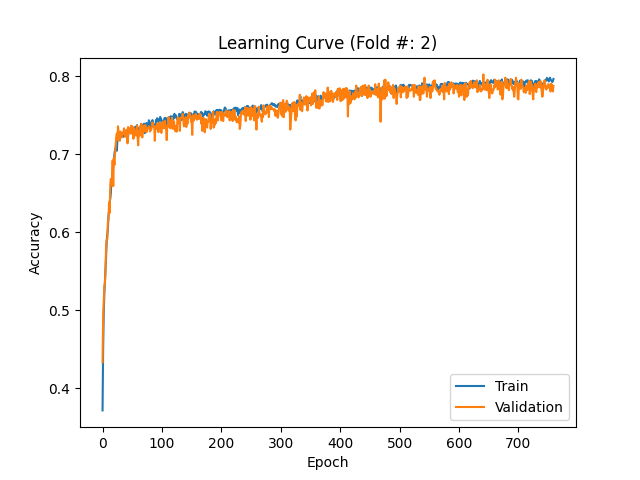 Learning Curve (Fold #: 2)
0.8
0.7
0.6
0.5
0.4
Accuracy
0 100 200 300 400 500 600 700
Epoch
Train
Validation